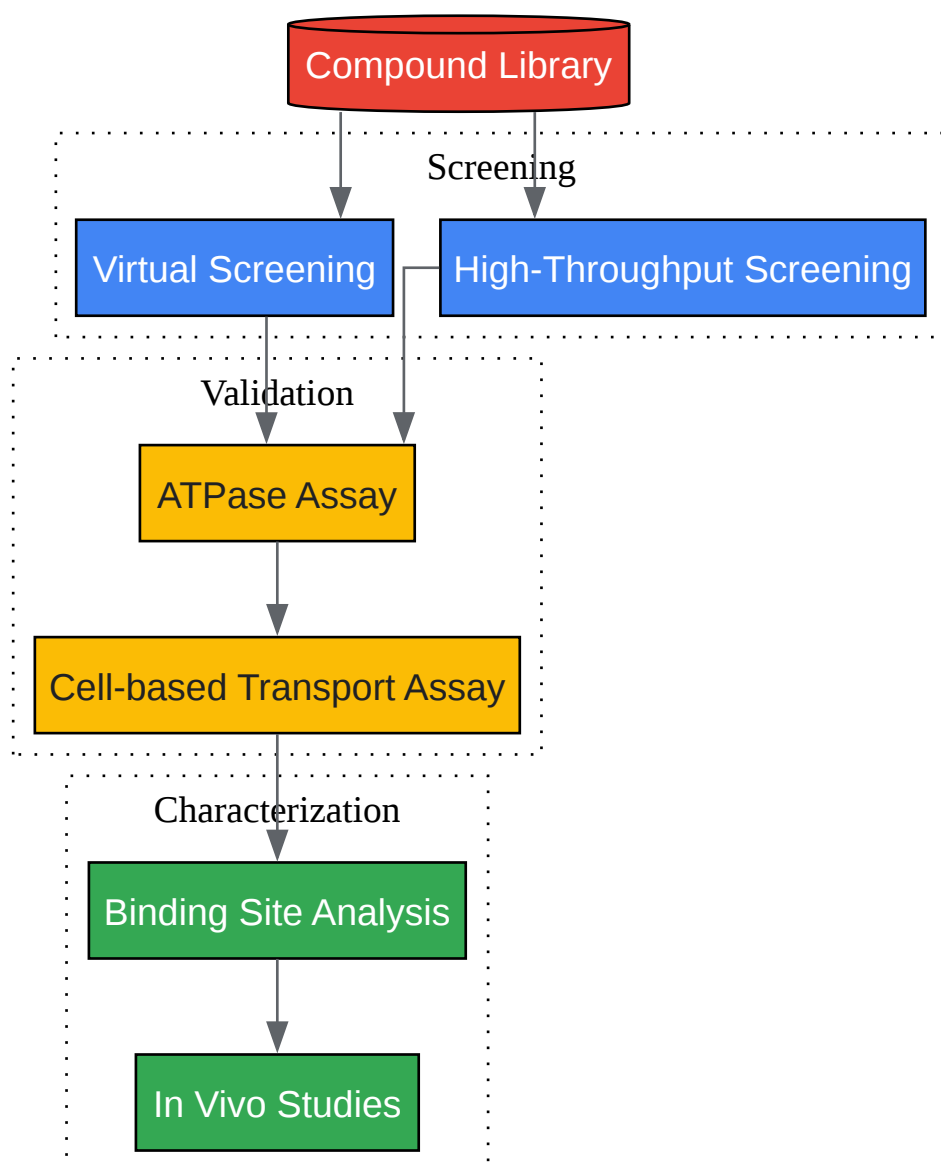 Compound Library
Screening
Virtual Screening
High-Throughput Screening
Validation
ATPase Assay
Cell-based Transport Assay
Characterization
Binding Site Analysis
In Vivo Studies